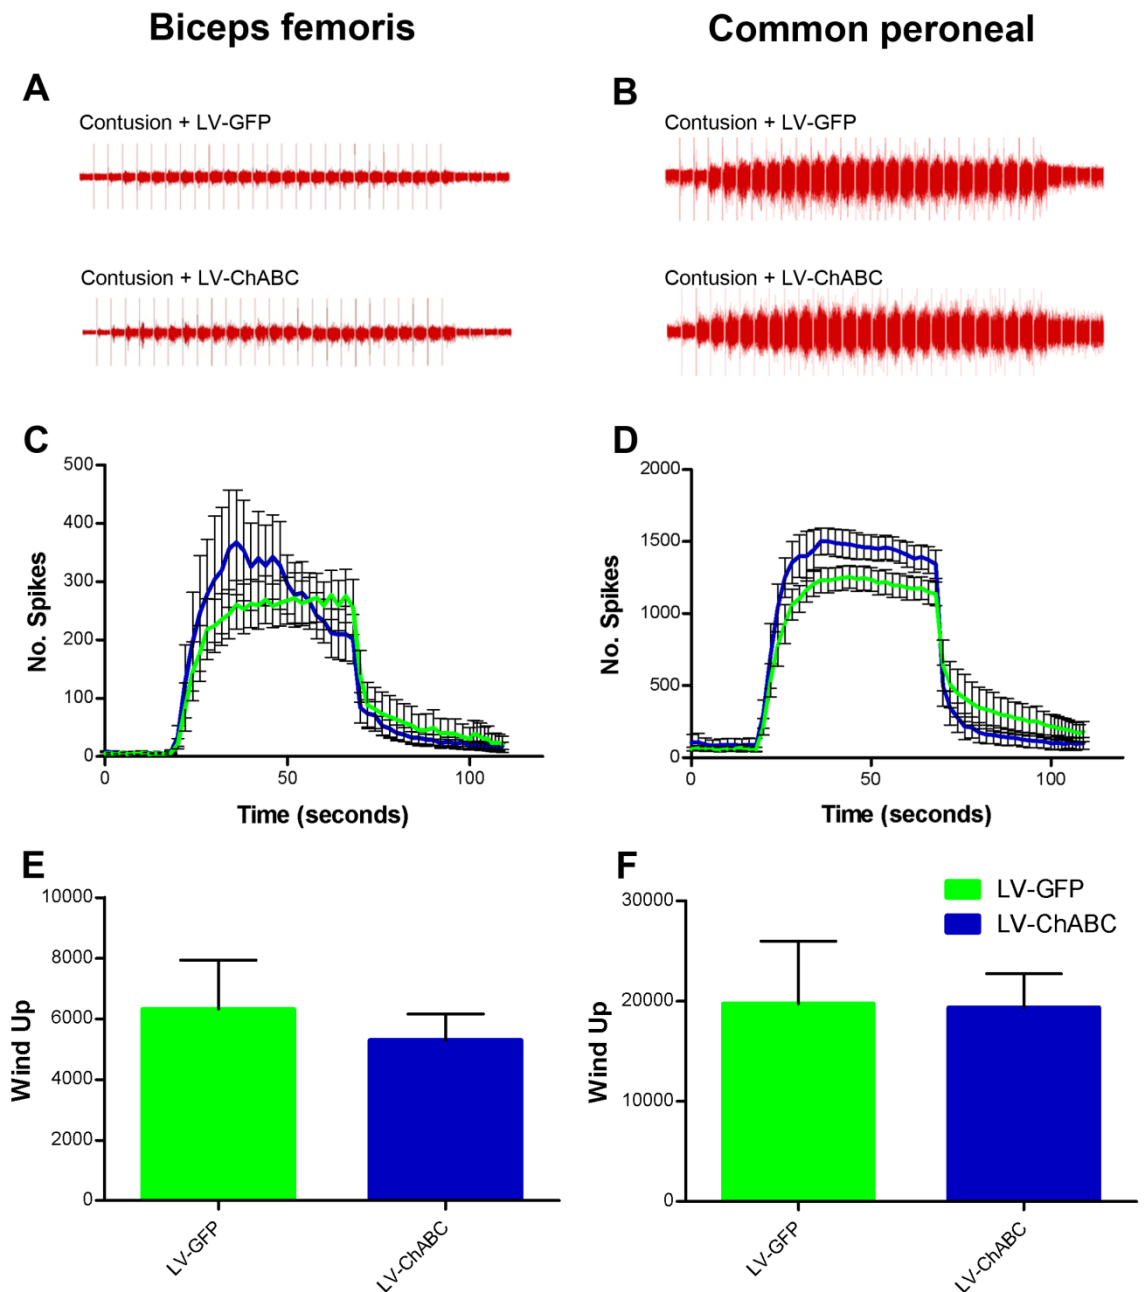 Biceps femoris
Common peroneal
A
B
Contusion + LV-GFP
Contusion + LV-GFP
Contusion + LV-ChABC
Contusion + LV-ChABC
C
D
500
400
300
200
100
0
No. Spikes
0
50
100
Time (seconds)
2000
1500
1000
500
0
No. Spikes
0
50
100
Time (seconds)
E
F
10000
8000
6000
4000
2000
0
Wind Up
LV-GFP
LV-ChABC
30000
20000
10000
0
Wind Up
LV-GFP
LV-ChABC
LV-GFP
LV-ChABC